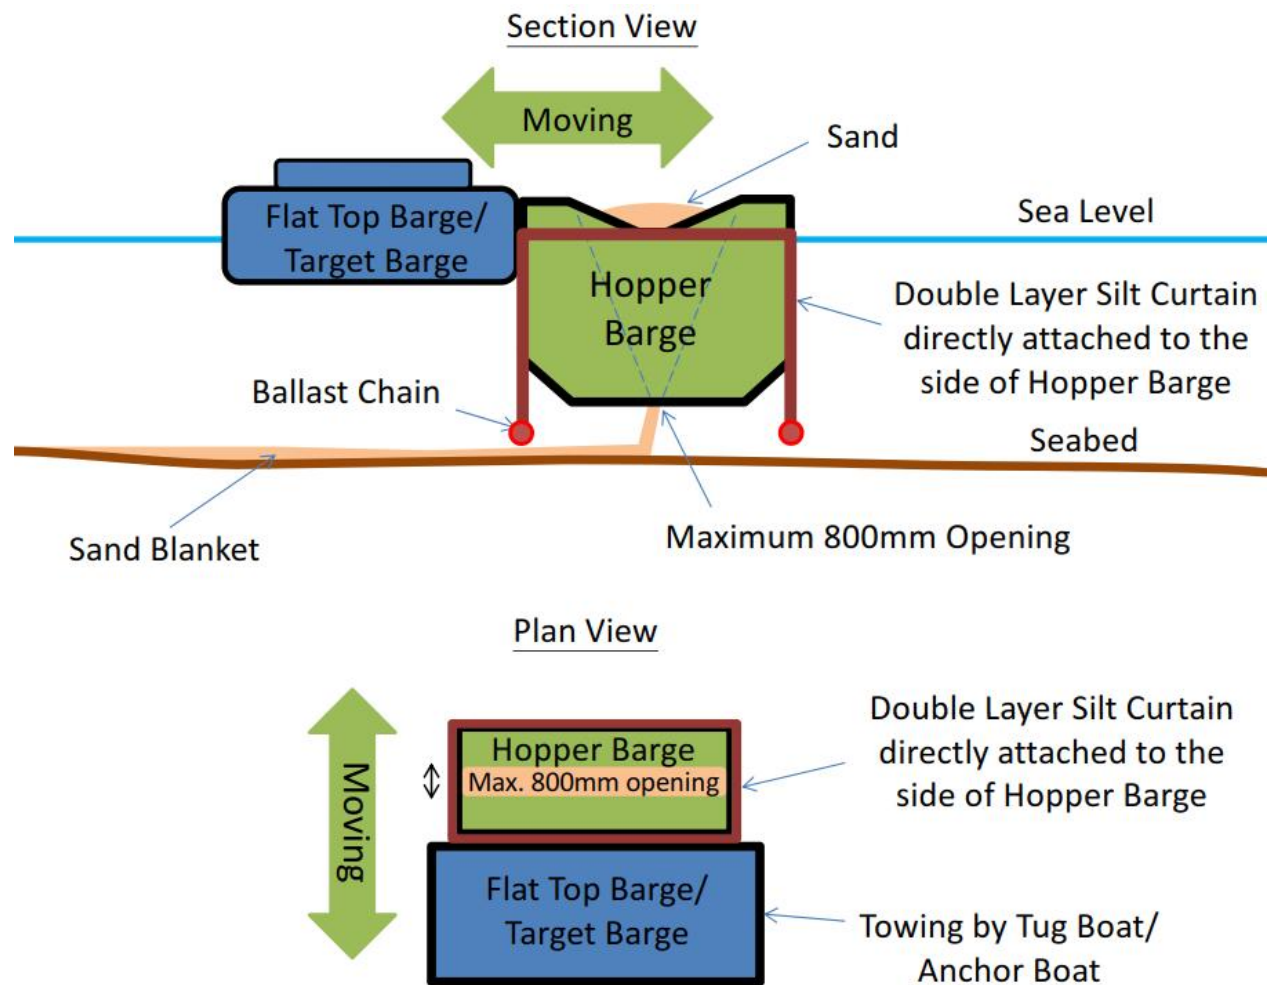 Section View
Moving
Sand
Flat Top Barge/
Target Barge
Sea Level
Hopper
Barge
Double Layer Silt Curtain
directly attached to the
side of Hopper Barge
Ballast Chain
Seabed
Sand Blanket
Maximum 800mm Opening
Plan View
Moving
Hopper Barge
Max. 800mm opening
Double Layer Silt Curtain
directly attached to the
side of Hopper Barge
Flat Top Barge/
Target Barge
Towing by Tug Boat/
Anchor Boat